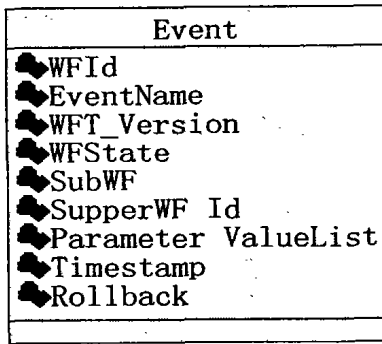 Event
WFId
EventName
WFT_Version
WFState
SubWF
SupperWF Id
Parameter ValueList
Timestamp
Rollback